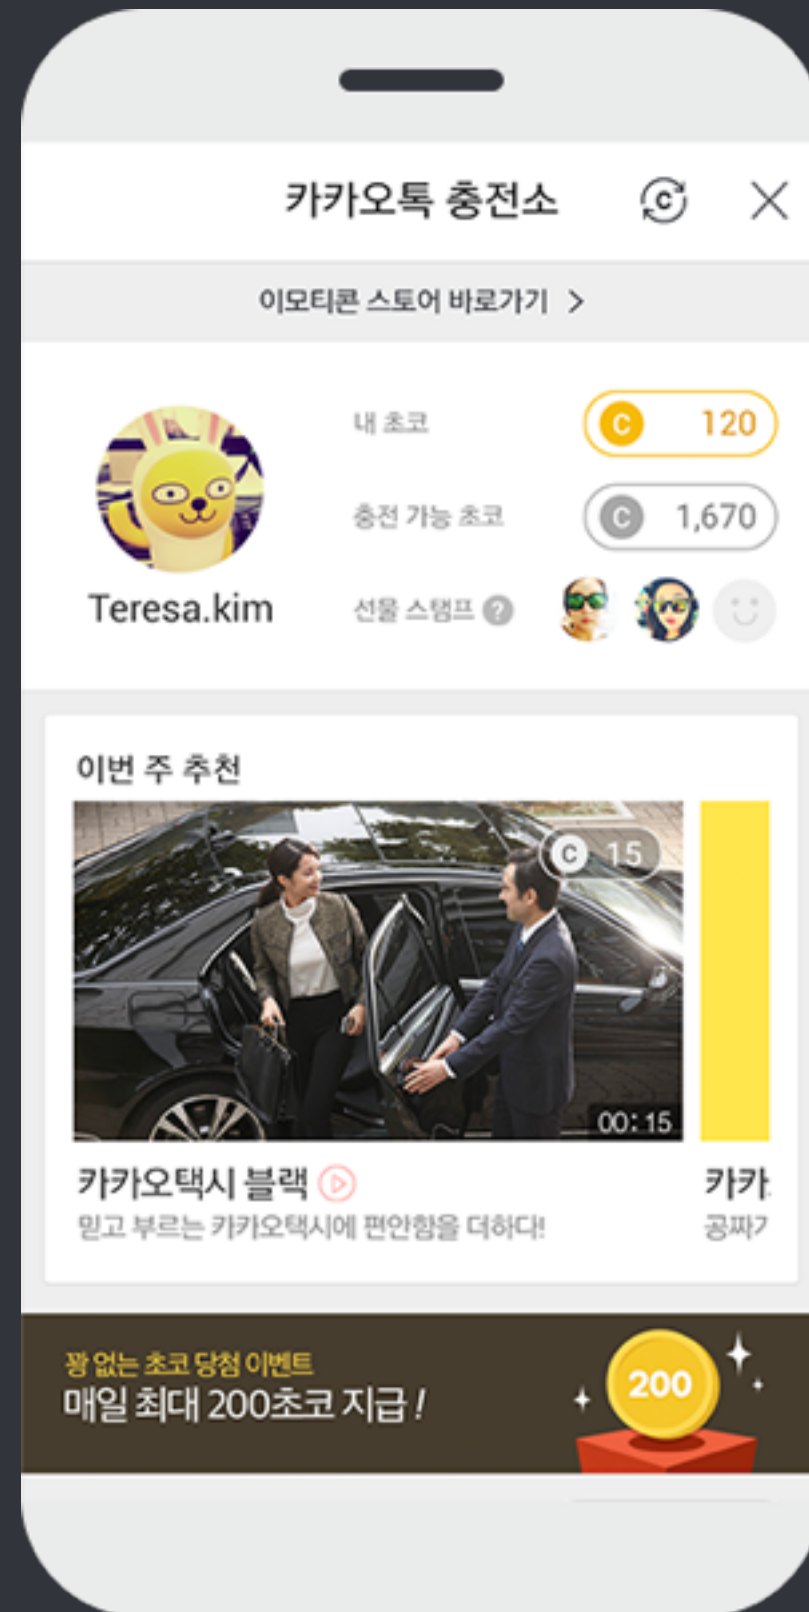 카카오톡 충전소
이모티콘 스토어 바로가기 >
내 초코
C 120
충전 가능 초코
C 1,670
Teresa.kim
선물 스탬프 ?
이번 주 추천
C 15
00:15
카카오택시 블랙
믿고 부르는 카카오택시에 편안함을 더하다!
카카
공짜
꽝 없는 초코 당첨 이벤트
매일 최대 200초코 지급!
200